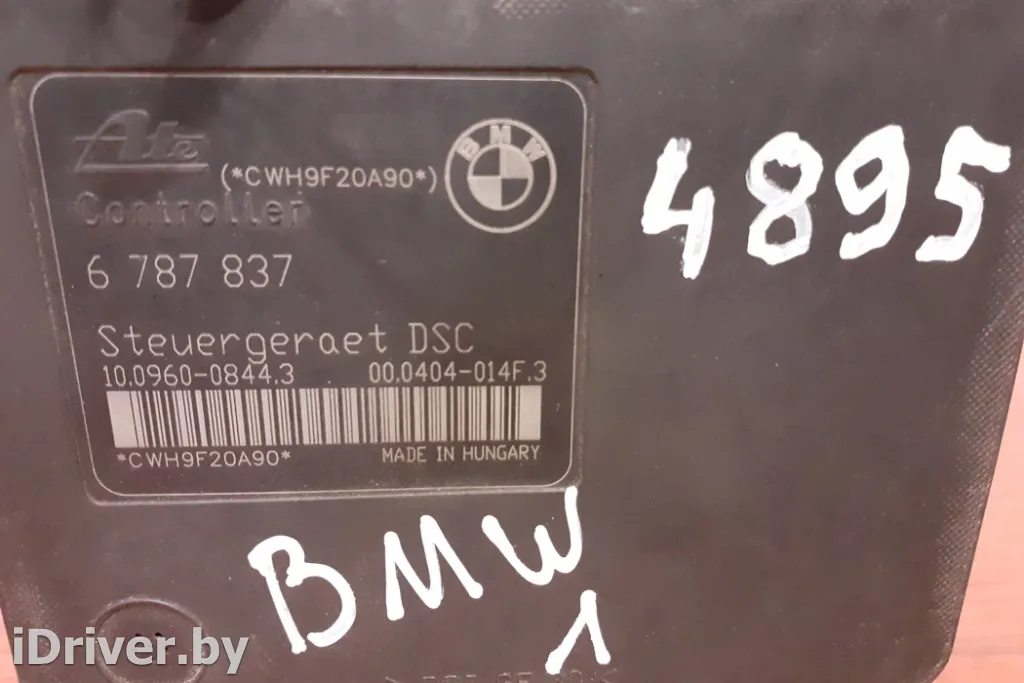 Ate
(*CWH9F20A90*)
BMW
Controller
6 787 837
Steuergeraet DSC
10.0960-0844.3 00.0404-014F.3
*CWH9F20A90*
MADE IN HUNGARY
4895
BMW
1
iDriver.by